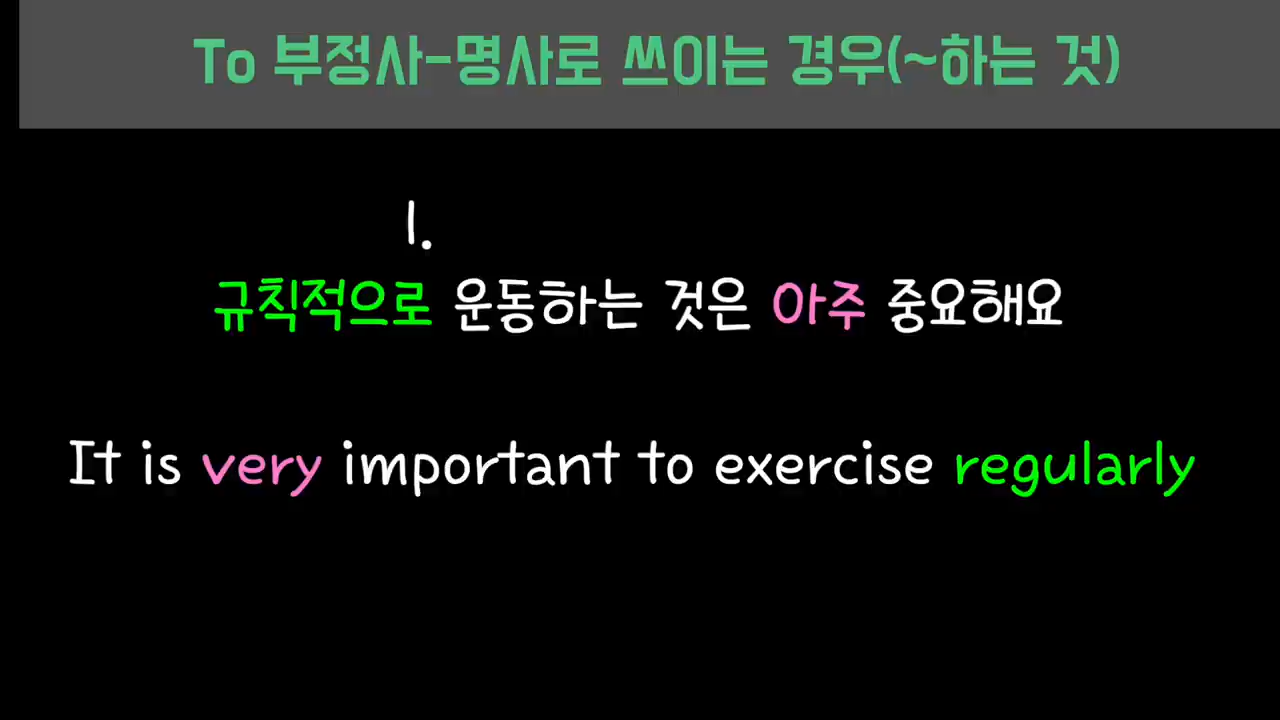 To 부정사-명사로 쓰이는 경우(~하는 것)
1.
규칙적으로 운동하는 것은 아주 중요해요
It is very important to exercise regularly